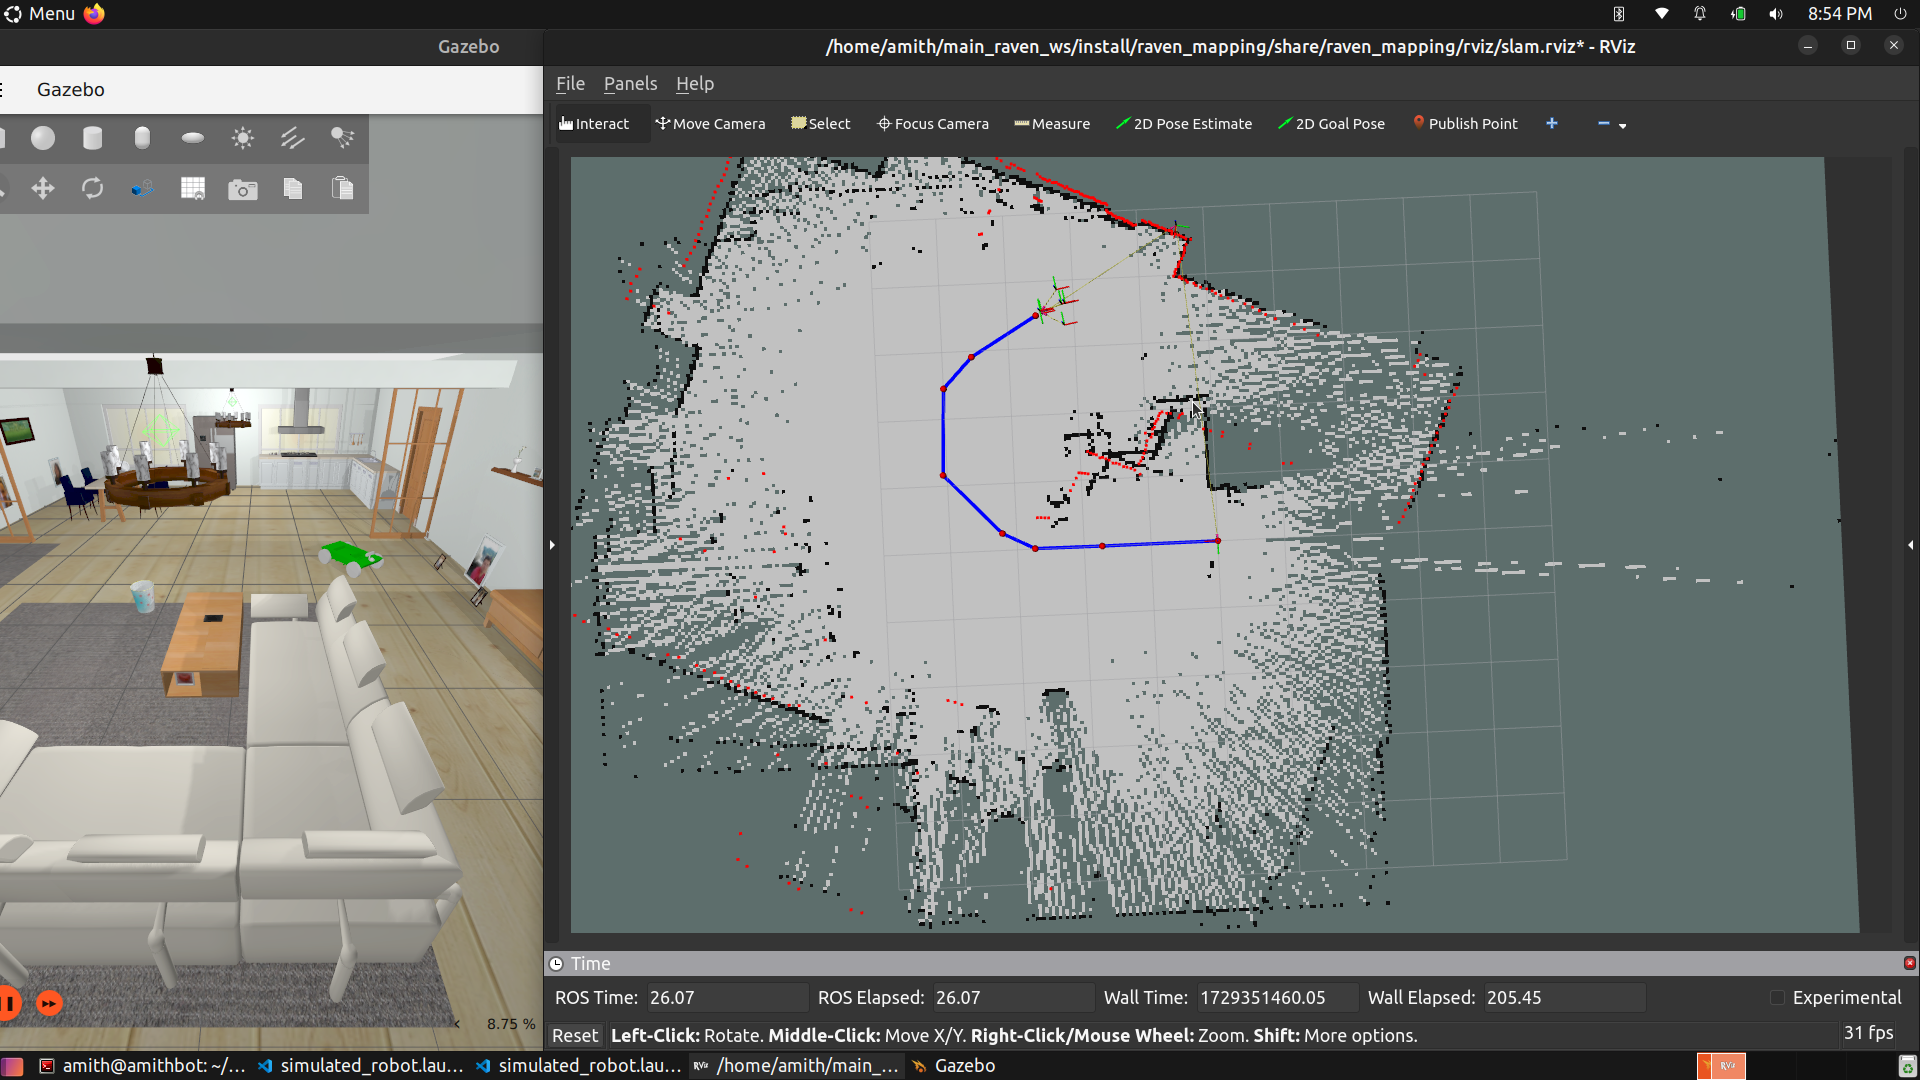 Menu
8:54 PM
Gazebo
/home/amith/main_raven_ws/install/raven_mapping/share/raven_mapping/rviz/slam.rviz* - RViz
Gazebo
File Panels Help
Interact Move Camera Select Focus Camera Measure 2D Pose Estimate 2D Goal Pose Publish Point
8.75 %
Time
ROS Time: 26.07 ROS Elapsed: 26.07 Wall Time: 1729351460.05 Wall Elapsed: 205.45 Experimental
Reset Left-Click: Rotate. Middle-Click: Move X/Y. Right-Click/Mouse Wheel: Zoom. Shift: More options. 31 fps
amith@amithbot: ~/... simulated_robot.lau... simulated_robot.lau... RViz /home/amith/main_... Gazebo RViz